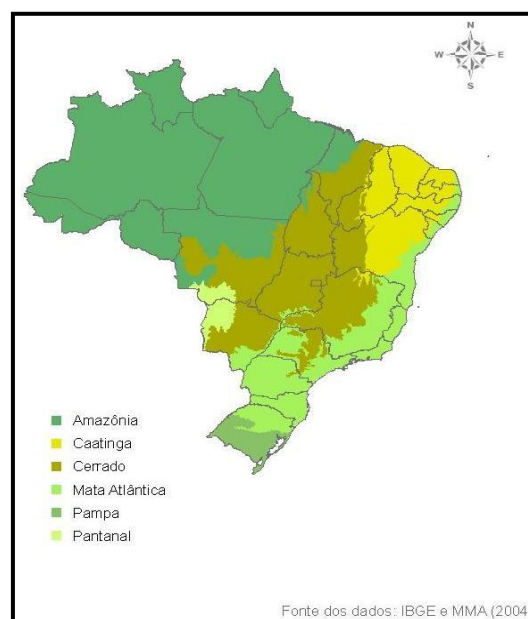 N
W E
S
Amazônia
Caatinga
Cerrado
Mata Atlântica
Pampa
Pantanal
Fonte dos dados: IBGE e MMA (2004